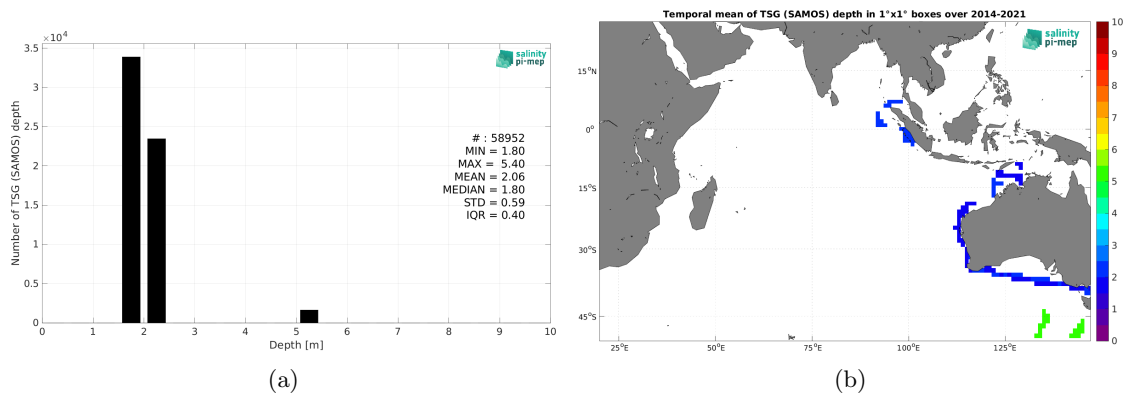 ×10⁴
3.5
3
2.5
2
1.5
1
0.5
0
Number of TSG (SAMOS) depth
0 1 2 3 4 5 6 7 8 9 10
Depth [m]
salinity
pi-mep
# : 58952
MIN = 1.80
MAX = 5.40
MEAN = 2.06
MEDIAN = 1.80
STD = 0.59
IQR = 0.40
(a)
Temporal mean of TSG (SAMOS) depth in 1°x1° boxes over 2014-2021
salinity
pi-mep
15°N
0°
15°S
30°S
45°S
25°E 50°E 75°E 100°E 125°E
10
9
8
7
6
5
4
3
2
1
0
(b)